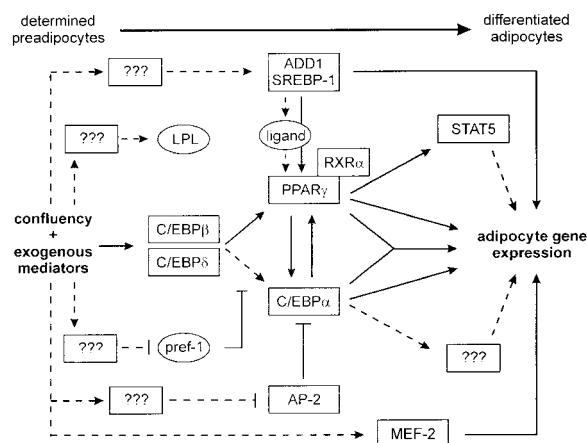 determined
preadipocytes
differentiated
adipocytes
???
ADD1
SREBP-1
???
LPL
ligand
STAT5
RXRα
PPARγ
confluency
+
exogenous
mediators
C/EBPβ
C/EBPδ
adipocyte gene
expression
C/EBPα
???
pref-1
???
???
AP-2
MEF-2